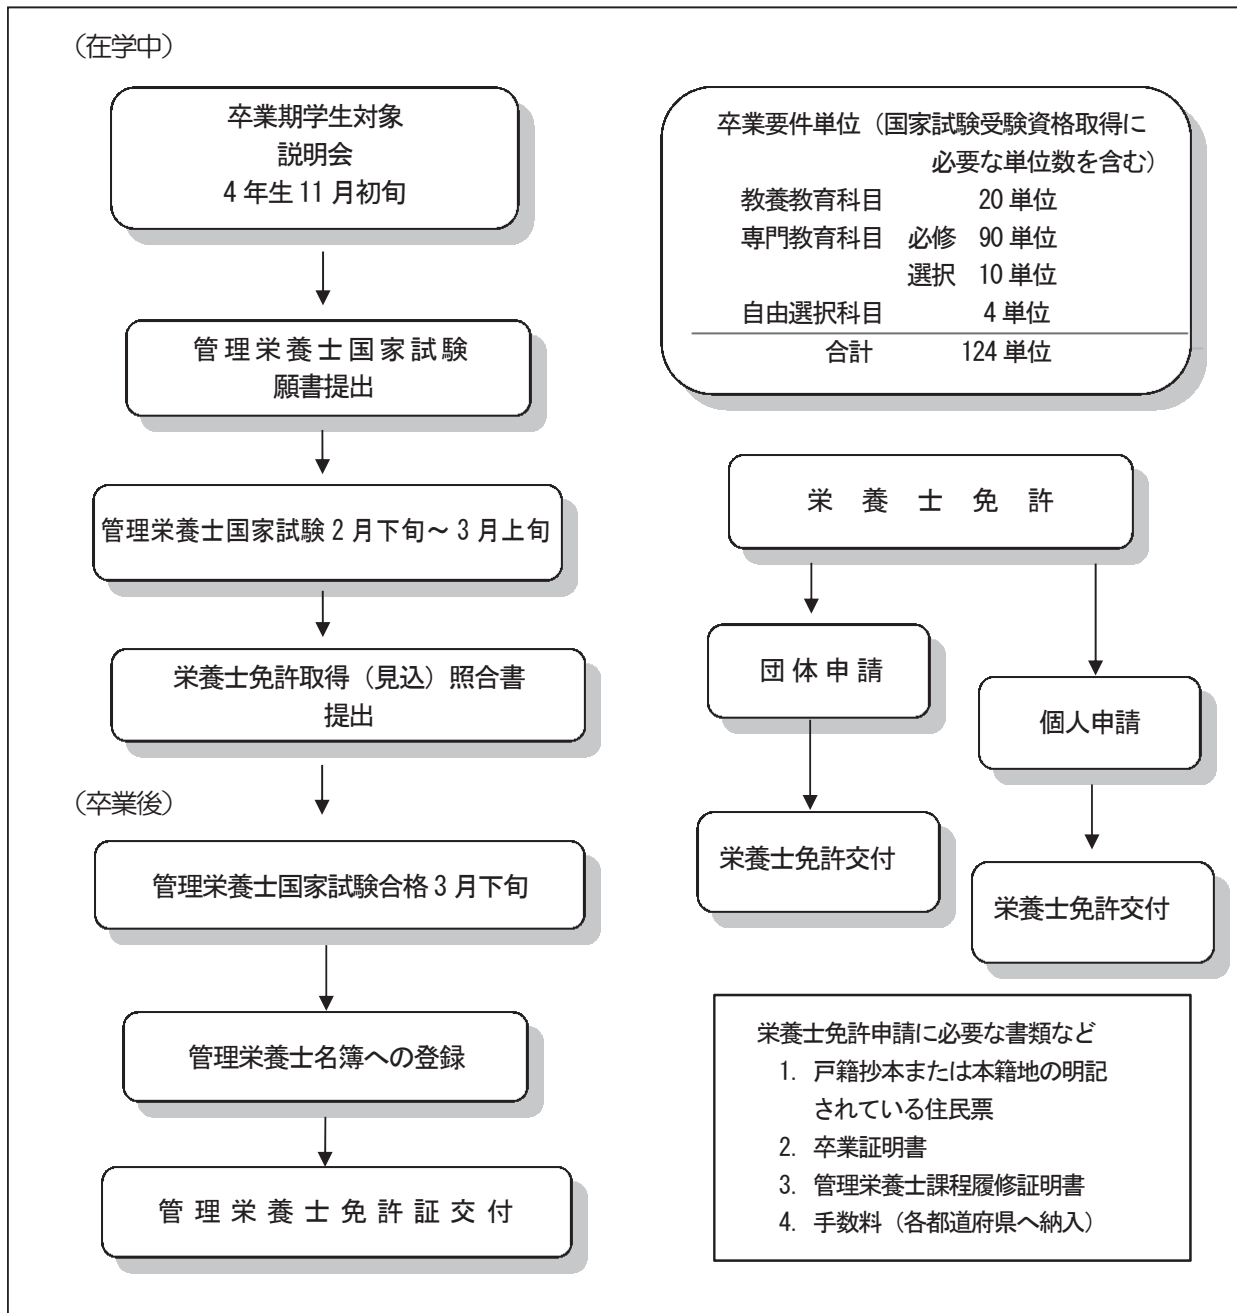 （在学中）
卒業期学生対象
説明会
4 年生 11 月初旬
管理栄養士国家試験
願書提出
管理栄養士国家試験 2 月下旬～3 月上旬
栄養士免許取得（見込）照合書
提出
（卒業後）
管理栄養士国家試験合格 3 月下旬
管理栄養士名簿への登録
管理栄養士免許証交付
卒業要件単位（国家試験受験資格取得に
必要な単位数を含む）
教養教育科目 20 単位
専門教育科目 必修 90 単位
選択 10 単位
自由選択科目 4 単位
合計 124 単位
栄養士免許
団体申請
個人申請
栄養士免許交付
栄養士免許交付
栄養士免許申請に必要な書類など
1. 戸籍抄本または本籍地の明記
されている住民票
2. 卒業証明書
3. 管理栄養士課程履修証明書
4. 手数料（各都道府県へ納入）